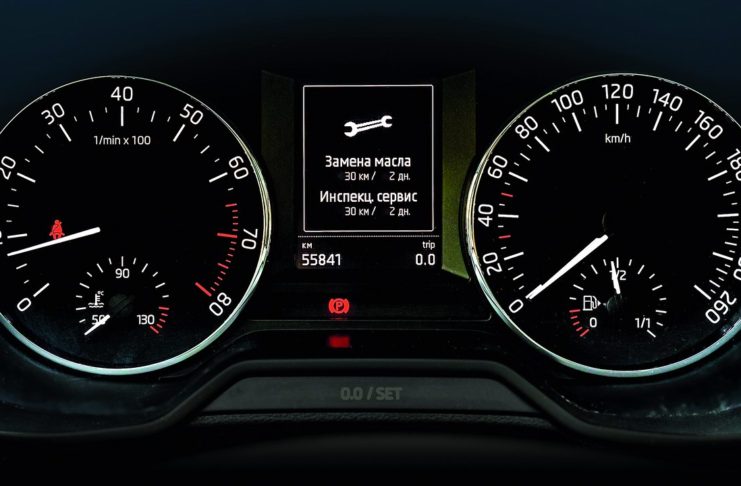 0
20
30
40
50
60
70
80
1/min x 100
50
90
130
°C
Замена масла
30 км / 2 дн.
Инспекц. сервис
30 км / 2 дн.
км trip
55841 0.0
P
0
20
40
60
80
100
120
140
160
180
260
km/h
0
1/2
1/1
0.0 / SET